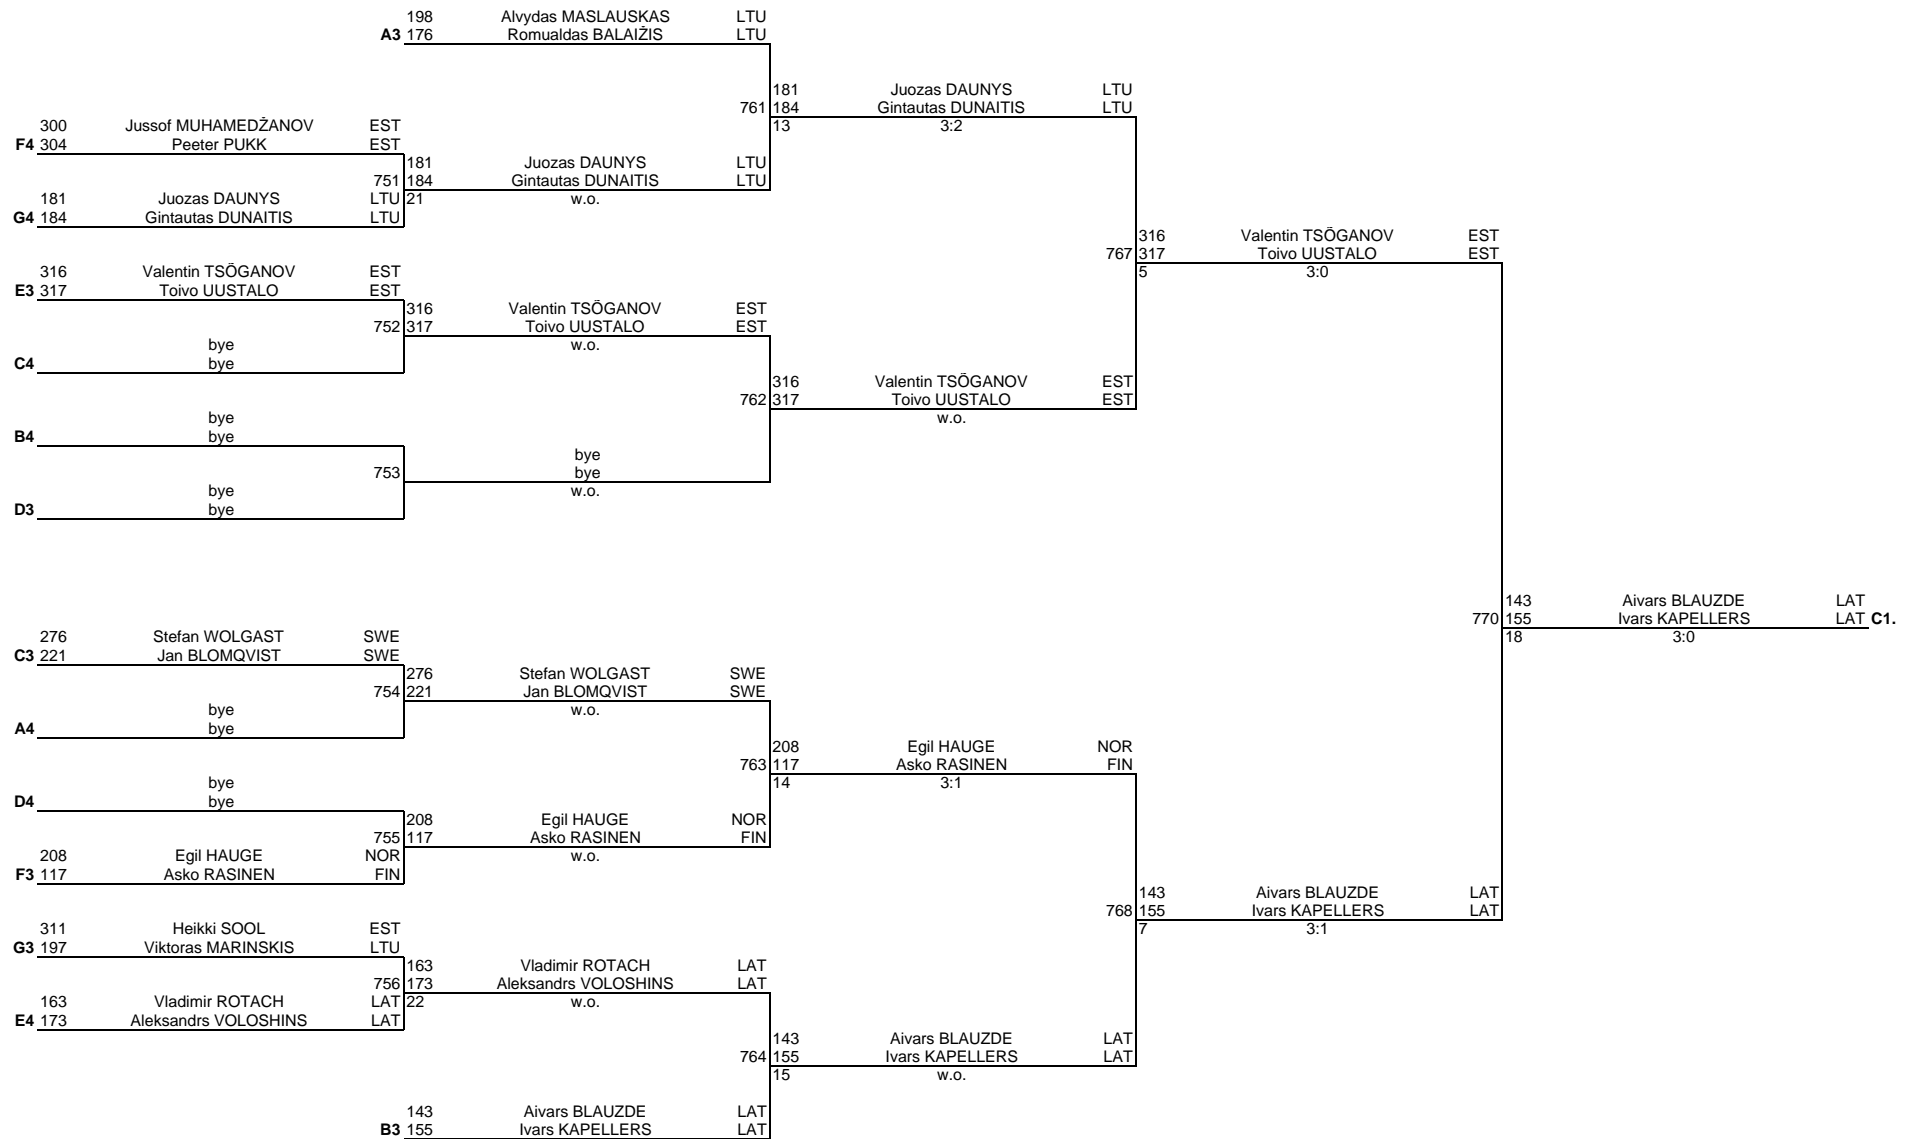 198 Alvydas MASLAUSKAS LTU
A3 176 Romualdas BALAIŽIS LTU
181 Juozas DAUNYS LTU
761 184 Gintautas DUNAITIS LTU
13 3:2
300 Jussof MUHAMEDŽANOV EST
F4 304 Peeter PUKK EST
181 Juozas DAUNYS LTU
751 184 Gintautas DUNAITIS LTU
181 Juozas DAUNYS LTU 21 w.o.
G4 184 Gintautas DUNAITIS LTU
316 Valentin TSÕGANOV EST
767 317 Toivo UUSTALO EST
5 3:0
316 Valentin TSÕGANOV EST
E3 317 Toivo UUSTALO EST
316 Valentin TSÕGANOV EST
752 317 Toivo UUSTALO EST
bye w.o.
C4 bye
316 Valentin TSÕGANOV EST
762 317 Toivo UUSTALO EST
w.o.
bye
B4 bye
bye
753 bye
bye w.o.
D3 bye
143 Aivars BLAUZDE LAT
770 155 Ivars KAPELLERS LAT C1.
18 3:0
276 Stefan WOLGAST SWE
C3 221 Jan BLOMQVIST SWE
276 Stefan WOLGAST SWE
754 221 Jan BLOMQVIST SWE
bye w.o.
A4 bye
208 Egil HAUGE NOR
763 117 Asko RASINEN FIN
14 3:1
bye
D4 bye
208 Egil HAUGE NOR
755 117 Asko RASINEN FIN
208 Egil HAUGE NOR w.o.
F3 117 Asko RASINEN FIN
143 Aivars BLAUZDE LAT
768 155 Ivars KAPELLERS LAT
7 3:1
311 Heikki SOOL EST
G3 197 Viktoras MARINSKIS LTU
163 Vladimir ROTACH LAT
756 173 Aleksandrs VOLOSHINS LAT
163 Vladimir ROTACH LAT 22 w.o.
E4 173 Aleksandrs VOLOSHINS LAT
143 Aivars BLAUZDE LAT
764 155 Ivars KAPELLERS LAT
15 w.o.
143 Aivars BLAUZDE LAT
B3 155 Ivars KAPELLERS LAT